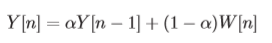 Y[n] = αY[n − 1] + (1 − α)W[n]